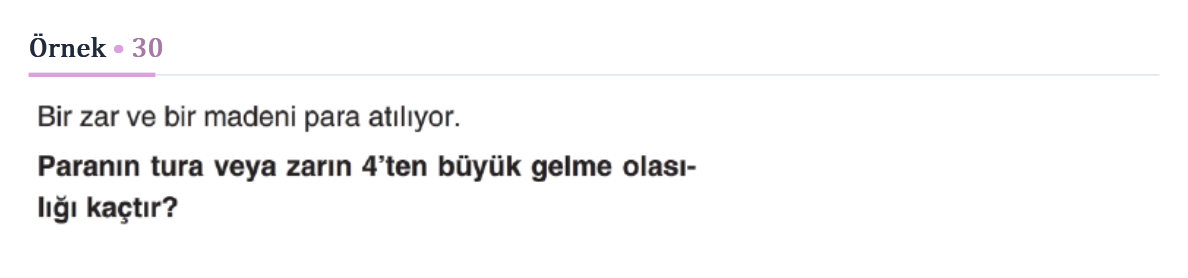 Örnek • 30
Bir zar ve bir madeni para atılıyor.
Paranın tura veya zarın 4’ten büyük gelme olası-
lığı kaçtır?